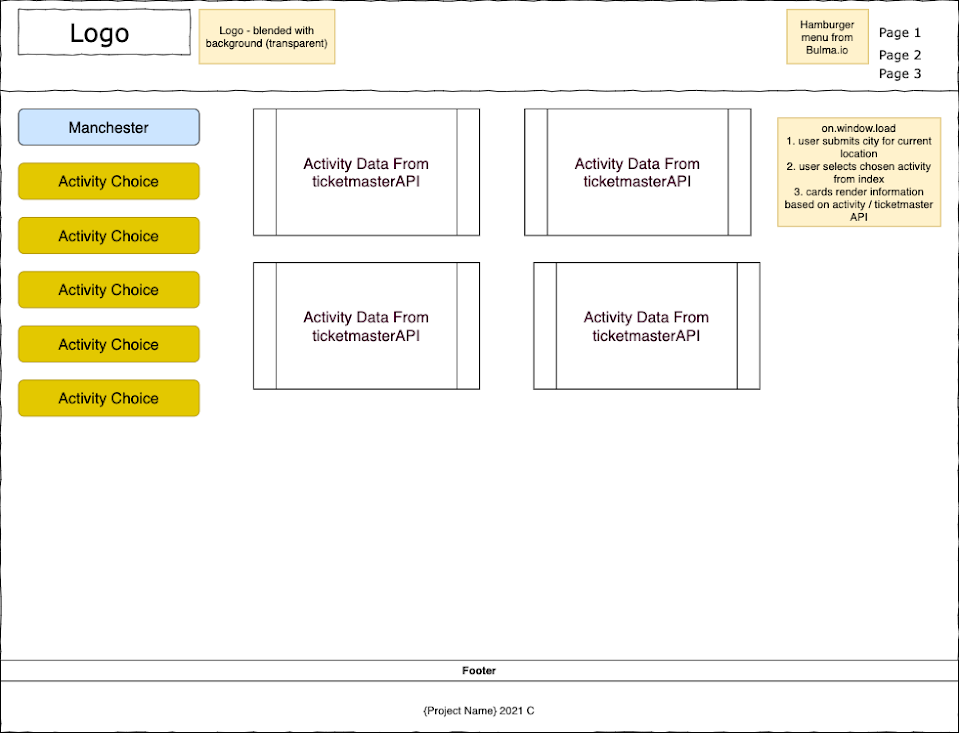 Logo
Logo - blended with
background (transparent)
Hamburger
menu from
Bulma.io
Page 1
Page 2
Page 3
Manchester
Activity Choice
Activity Choice
Activity Choice
Activity Choice
Activity Choice
Activity Data From
ticketmasterAPI
Activity Data From
ticketmasterAPI
Activity Data From
ticketmasterAPI
Activity Data From
ticketmasterAPI
on.window.load
1. user submits city for current
location
2. user selects chosen activity
from index
3. cards render information
based on activity / ticketmaster
API
Footer
{Project Name} 2021 C